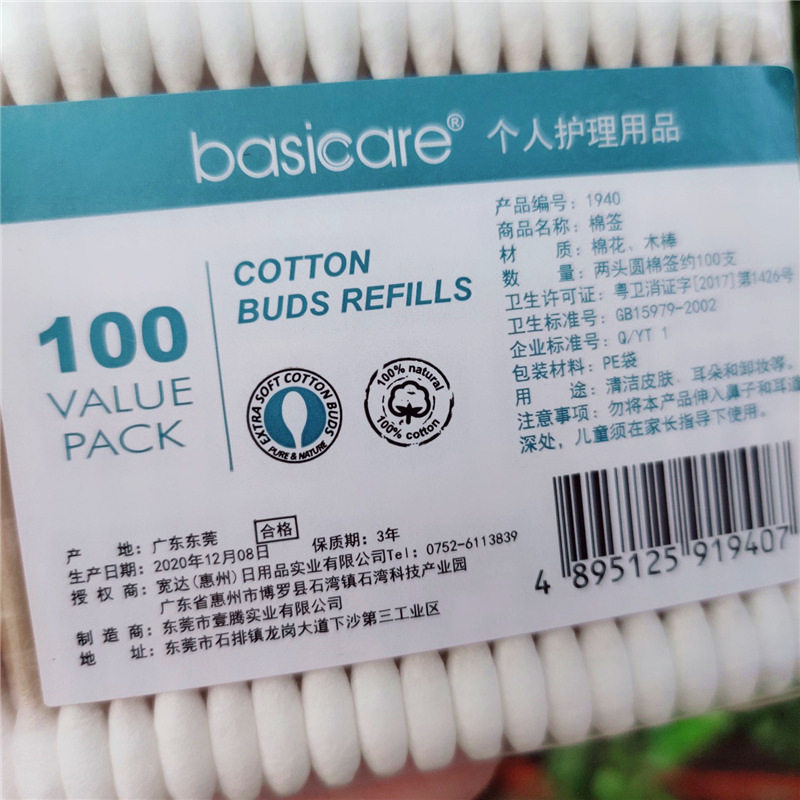 basicare® 个人护理用品
100
VALUE
PACK
COTTON
BUDS REFILLS
EXTRA SOFT COTTON BUDS
PURE & NATURE
100% natural
100% cotton
产品编号：1940
商品名称：棉签
材 质：棉花、木棒
数 量：两头圆棉签约100支
卫生许可证：粤卫消证字[2017]第1426号
卫生标准号：GB15979-2002
企业标准号：Q/YT 1
包装材料：PE袋
用 途：清洁皮肤、耳朵和卸妆等。
注意事项：勿将本产品伸入鼻子和耳道
深处，儿童须在家长指导下使用。
产 地：广东东莞 合格
生产日期：2020年12月08日 保质期：3年
授 权 商：宽达(惠州)日用品实业有限公司Tel：0752-6113839
广东省惠州市博罗县石湾镇石湾科技产业园
制 造 商：东莞市壹腾实业有限公司
地 址：东莞市石排镇龙岗大道下沙第三工业区
4 895125 919407